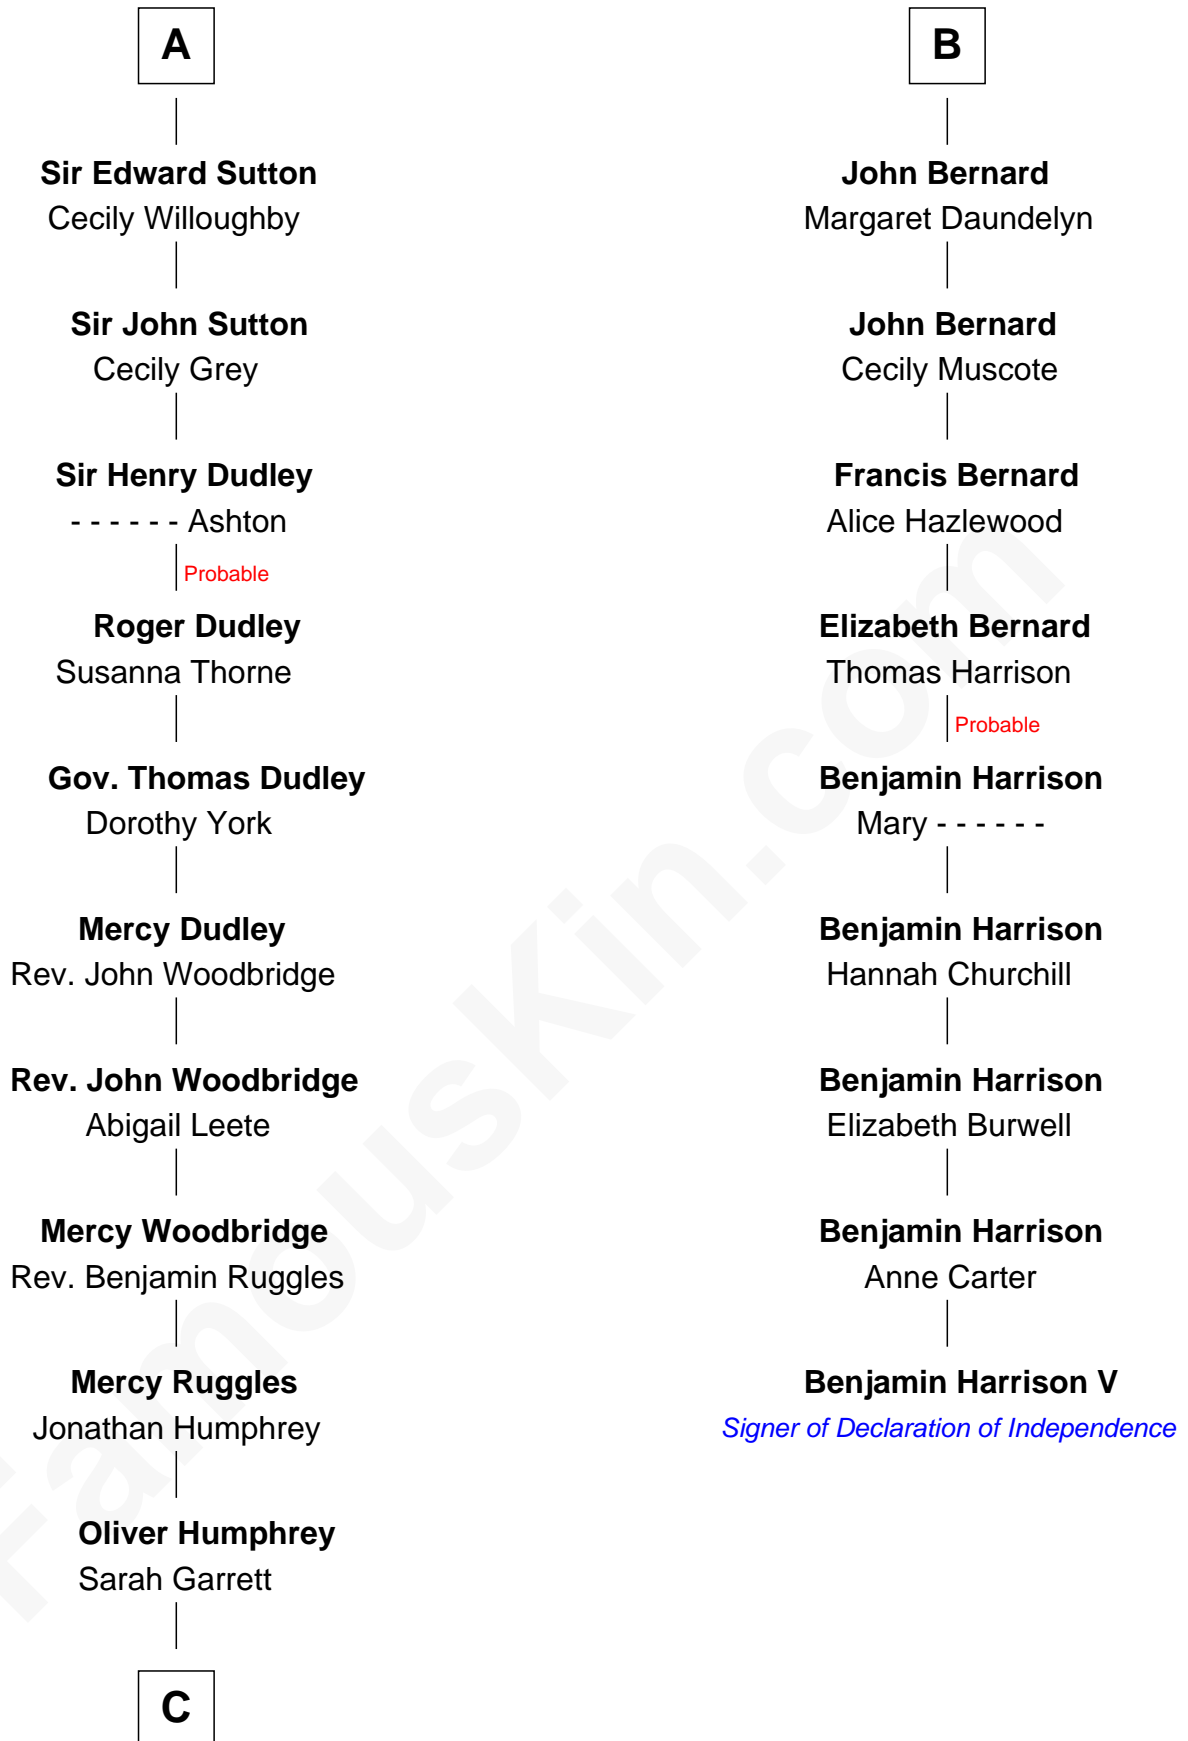 A
Sir Edward Sutton
Cecily Willoughby
Sir John Sutton
Cecily Grey
Sir Henry Dudley
- - - - - - Ashton
Probable
Roger Dudley
Susanna Thorne
Gov. Thomas Dudley
Dorothy York
Mercy Dudley
Rev. John Woodbridge
Rev. John Woodbridge
Abigail Leete
Mercy Woodbridge
Rev. Benjamin Ruggles
Mercy Ruggles
Jonathan Humphrey
Oliver Humphrey
Sarah Garrett
C
B
John Bernard
Margaret Daundelyn
John Bernard
Cecily Muscote
Francis Bernard
Alice Hazlewood
Elizabeth Bernard
Thomas Harrison
Probable
Benjamin Harrison
Mary - - - - - -
Benjamin Harrison
Hannah Churchill
Benjamin Harrison
Elizabeth Burwell
Benjamin Harrison
Anne Carter
Benjamin Harrison V
Signer of Declaration of Independence
FamousKin.com